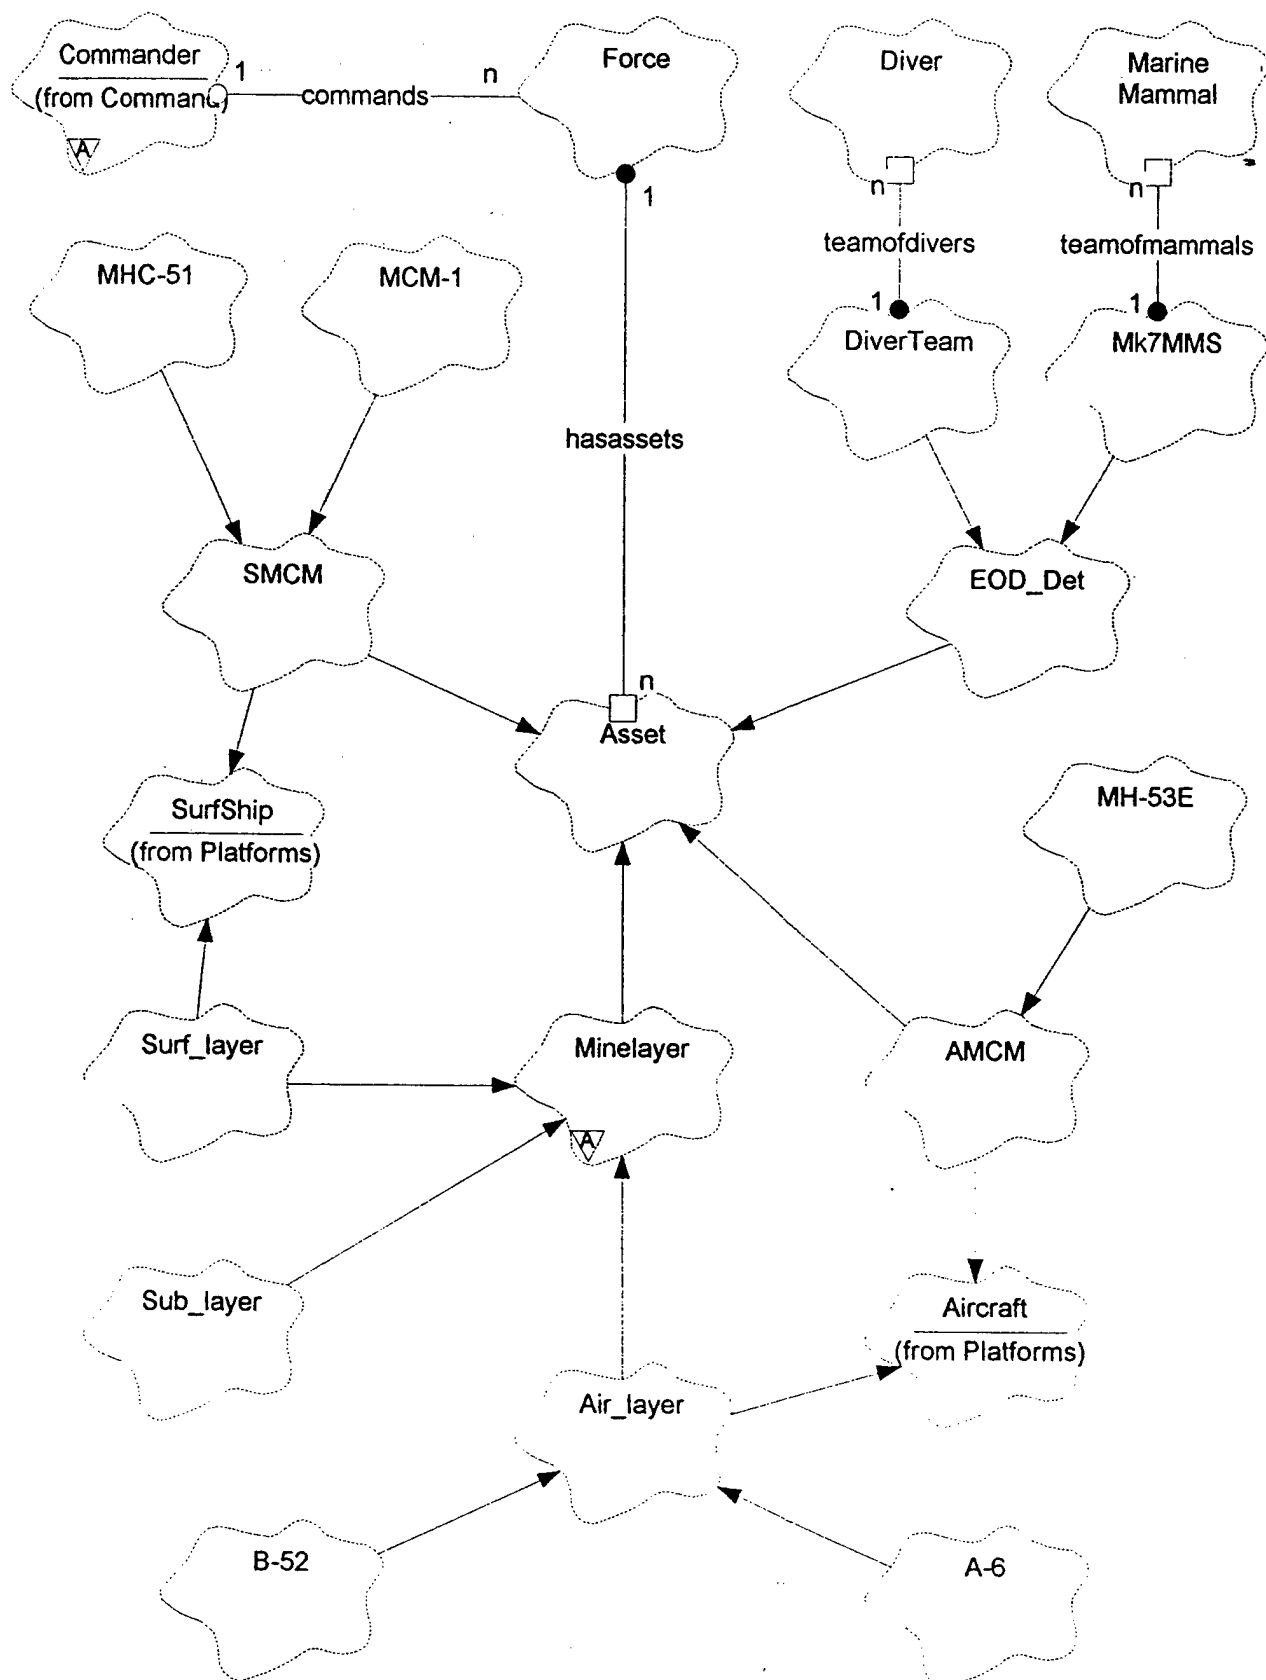 Commander
(from Command)
A
1
commands
n
Force
Diver
Marine
Mammal
1
n
n
teamofdivers
teamofmammals
MHC-51
MCM-1
1
1
DiverTeam
Mk7MMS
hasassets
SMCM
EOD_Det
n
Asset
SurfShip
(from Platforms)
MH-53E
Surf_layer
Minelayer
A
AMCM
Sub_layer
Aircraft
(from Platforms)
Air_layer
B-52
A-6